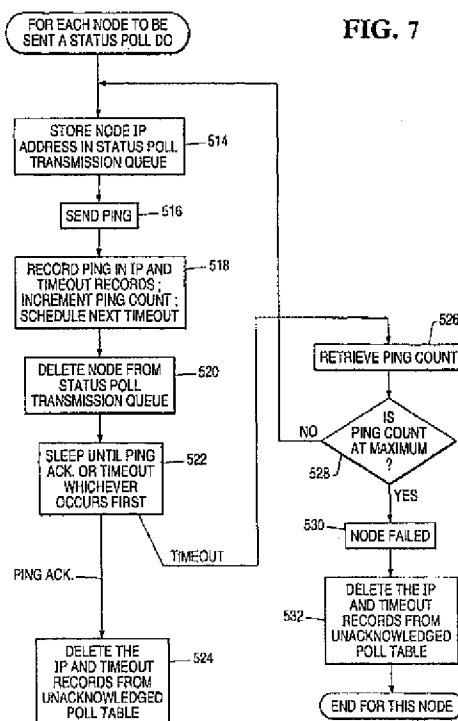 FOR EACH NODE TO BE
SENT A STATUS POLL DO
FIG. 7
STORE NODE IP
ADDRESS IN STATUS POLL
TRANSMISSION QUEUE
514
SEND PING
516
RECORD PING IN IP AND
TIMEOUT RECORDS ;
INCREMENT PING COUNT ;
SCHEDULE NEXT TIMEOUT
518
DELETE NODE FROM
STATUS POLL
TRANSMISSION QUEUE
520
SLEEP UNTIL PING
ACK. OR TIMEOUT
WHICHEVER
OCCURS FIRST
522
TIMEOUT
PING ACK.
DELETE THE
IP AND TIMEOUT
RECORDS FROM
UNACKNOWLEDGED
POLL TABLE
524
526
RETRIEVE PING COUNT
IS
PING COUNT
AT MAXIMUM
?
NO
528
YES
530
NODE FAILED
DELETE THE IP
AND TIMEOUT
RECORDS FROM
UNACKNOWLEDGED
POLL TABLE
532
END FOR THIS NODE